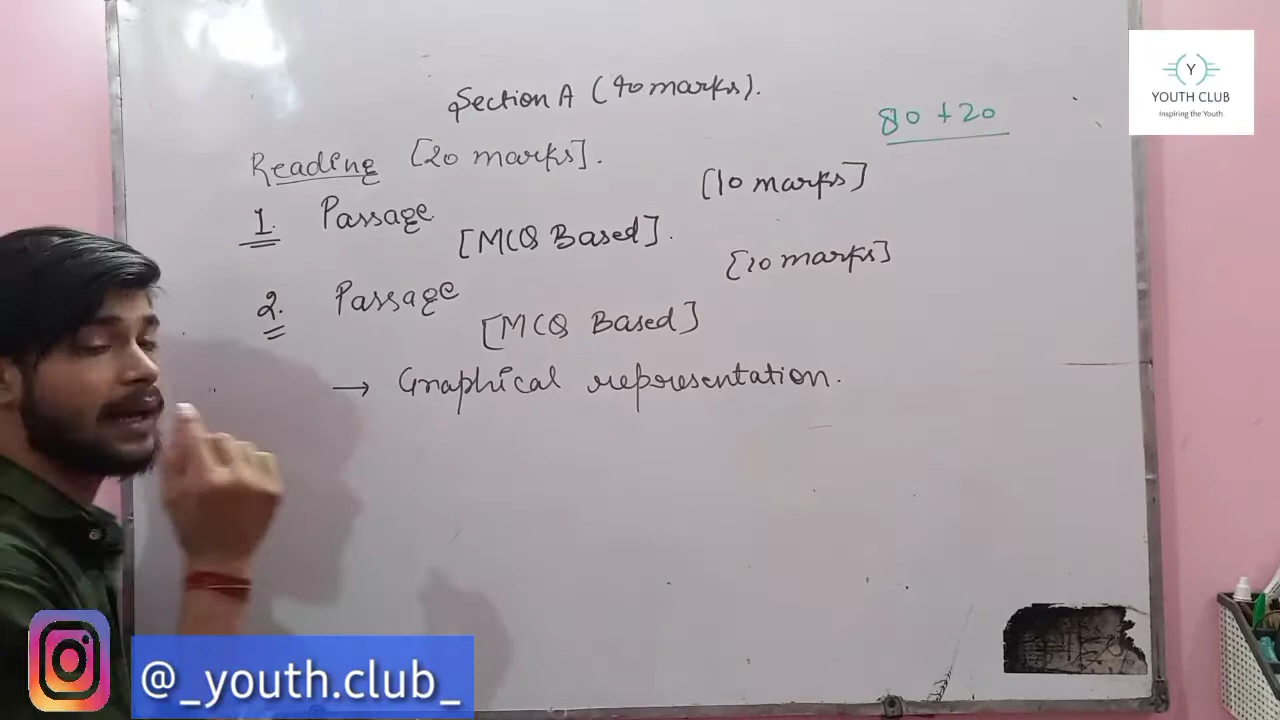 Section A (40 marks).
80 + 20
Reading [20 marks].
1. Passage [10 marks]
[MCQ Based].
2. Passage [10 marks]
[MCQ Based]
→ Graphical representation.
Y
YOUTH CLUB
Inspiring the Youth
@_youth.club_